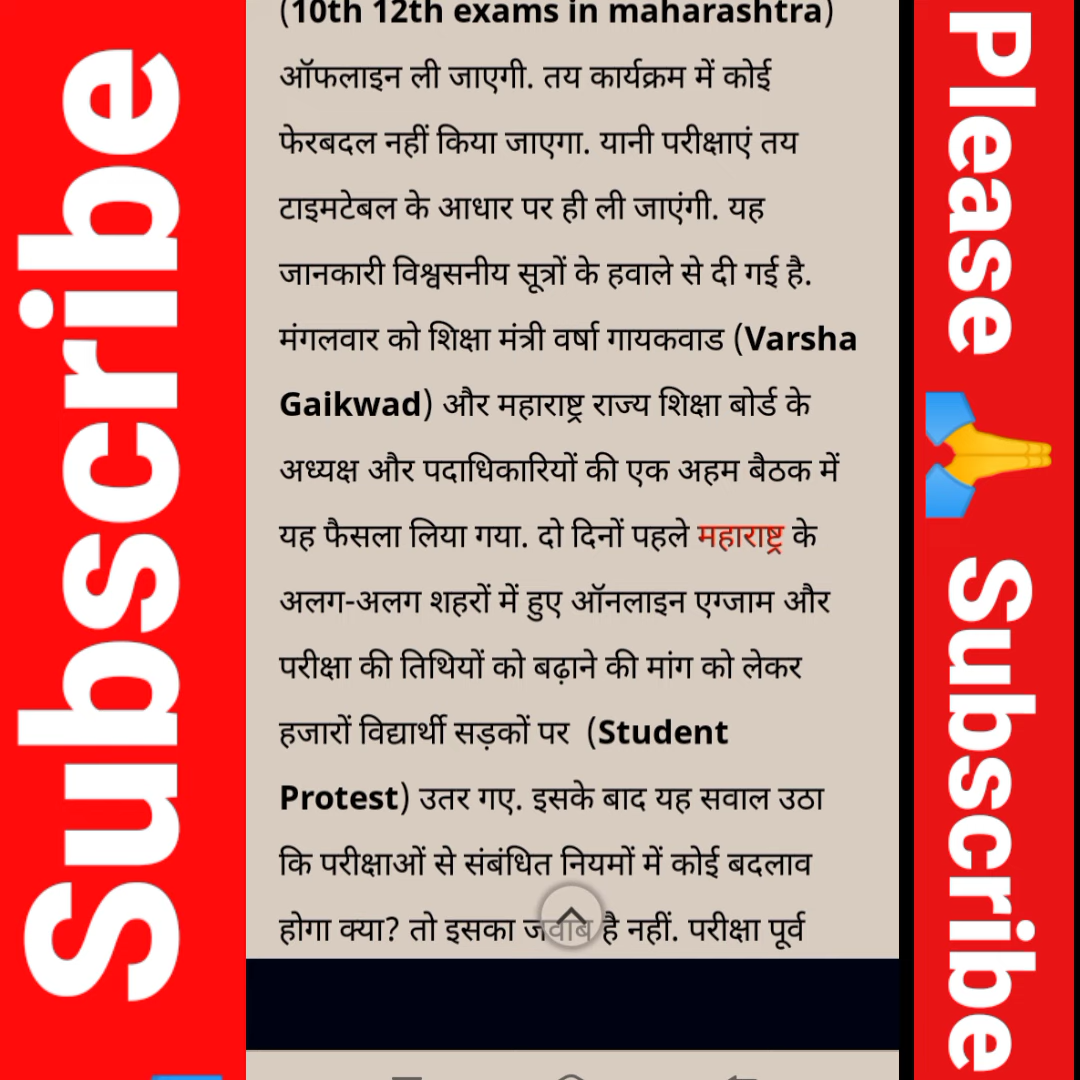 Subscribe
(10th 12th exams in maharashtra)
ऑफलाइन ली जाएगी. तय कार्यक्रम में कोई
फेरबदल नहीं किया जाएगा. यानी परीक्षाएं तय
टाइमटेबल के आधार पर ही ली जाएंगी. यह
जानकारी विश्वसनीय सूत्रों के हवाले से दी गई है.
मंगलवार को शिक्षा मंत्री वर्षा गायकवाड (Varsha
Gaikwad) और महाराष्ट्र राज्य शिक्षा बोर्ड के
अध्यक्ष और पदाधिकारियों की एक अहम बैठक में
यह फैसला लिया गया. दो दिनों पहले महाराष्ट्र के
अलग-अलग शहरों में हुए ऑनलाइन एग्जाम और
परीक्षा की तिथियों को बढ़ाने की मांग को लेकर
हजारों विद्यार्थी सड़कों पर (Student
Protest) उतर गए. इसके बाद यह सवाल उठा
कि परीक्षाओं से संबंधित नियमों में कोई बदलाव
होगा क्या? तो इसका जवाब है नहीं. परीक्षा पूर्व
Please 🙏 Subscribe